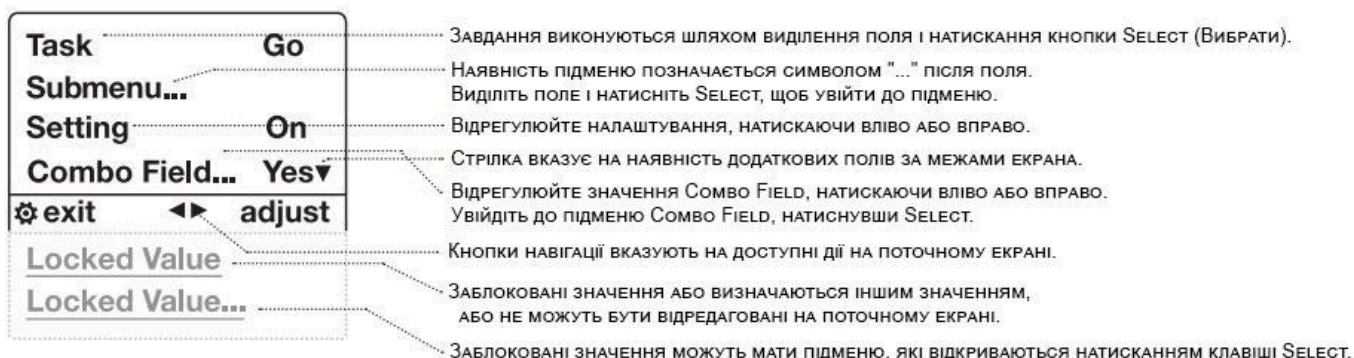 Task Go
Submenu...
Setting On
Combo Field... Yes▼
⚙ exit ◀▶ adjust
Locked Value
Locked Value...
Завдання виконуються шляхом виділення поля і натискання кнопки Select (Вибрати).
Наявність підменю позначається символом "..." після поля.
Виділіть поле і натисніть Select, щоб увійти до підменю.
Відрегулюйте налаштування, натискаючи вліво або вправо.
Стрілка вказує на наявність додаткових полів за межами екрана.
Відрегулюйте значення Combo Field, натискаючи вліво або вправо.
Увійдіть до підменю Combo Field, натиснувши Select.
Кнопки навігації вказують на доступні дії на поточному екрані.
Заблоковані значення або визначаються іншим значенням,
або не можуть бути відредаговані на поточному екрані.
Заблоковані значення можуть мати підменю, які відкриваються натисканням клавіші Select.